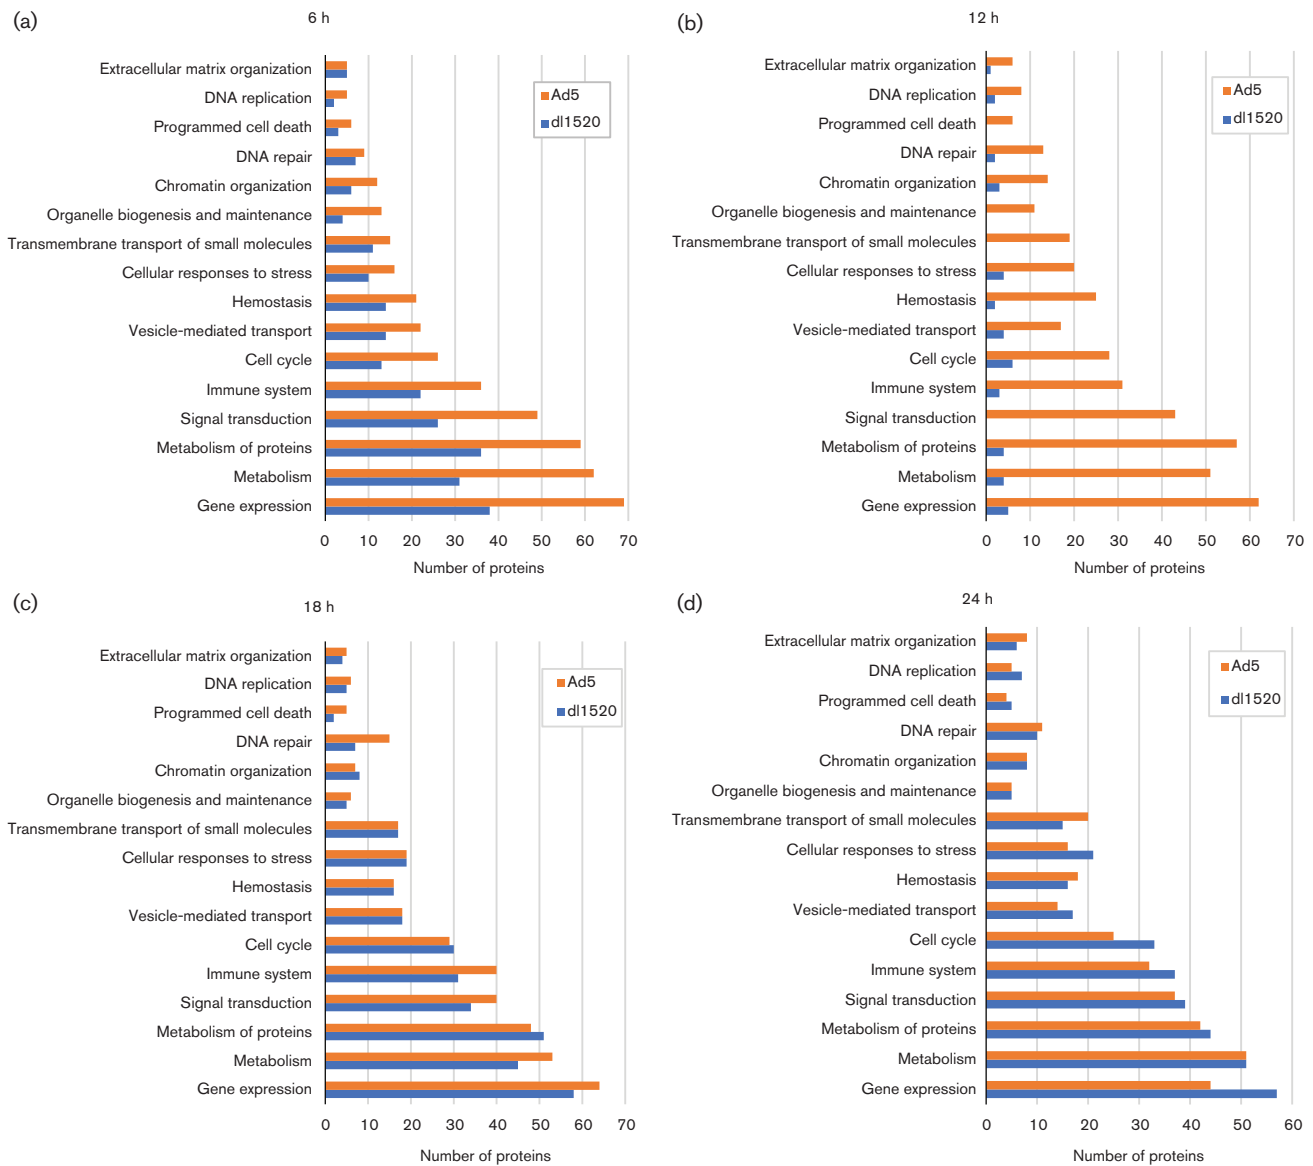 (a)
6 h
Extracellular matrix organization
DNA replication
Programmed cell death
DNA repair
Chromatin organization
Organelle biogenesis and maintenance
Transmembrane transport of small molecules
Cellular responses to stress
Hemostasis
Vesicle-mediated transport
Cell cycle
Immune system
Signal transduction
Metabolism of proteins
Metabolism
Gene expression
Ad5
dl1520
0 10 20 30 40 50 60 70
Number of proteins
(b)
12 h
Extracellular matrix organization
DNA replication
Programmed cell death
DNA repair
Chromatin organization
Organelle biogenesis and maintenance
Transmembrane transport of small molecules
Cellular responses to stress
Hemostasis
Vesicle-mediated transport
Cell cycle
Immune system
Signal transduction
Metabolism of proteins
Metabolism
Gene expression
Ad5
dl1520
0 10 20 30 40 50 60 70
Number of proteins
(c)
18 h
Extracellular matrix organization
DNA replication
Programmed cell death
DNA repair
Chromatin organization
Organelle biogenesis and maintenance
Transmembrane transport of small molecules
Cellular responses to stress
Hemostasis
Vesicle-mediated transport
Cell cycle
Immune system
Signal transduction
Metabolism of proteins
Metabolism
Gene expression
Ad5
dl1520
0 10 20 30 40 50 60 70
Number of proteins
(d)
24 h
Extracellular matrix organization
DNA replication
Programmed cell death
DNA repair
Chromatin organization
Organelle biogenesis and maintenance
Transmembrane transport of small molecules
Cellular responses to stress
Hemostasis
Vesicle-mediated transport
Cell cycle
Immune system
Signal transduction
Metabolism of proteins
Metabolism
Gene expression
Ad5
dl1520
0 10 20 30 40 50 60
Number of proteins